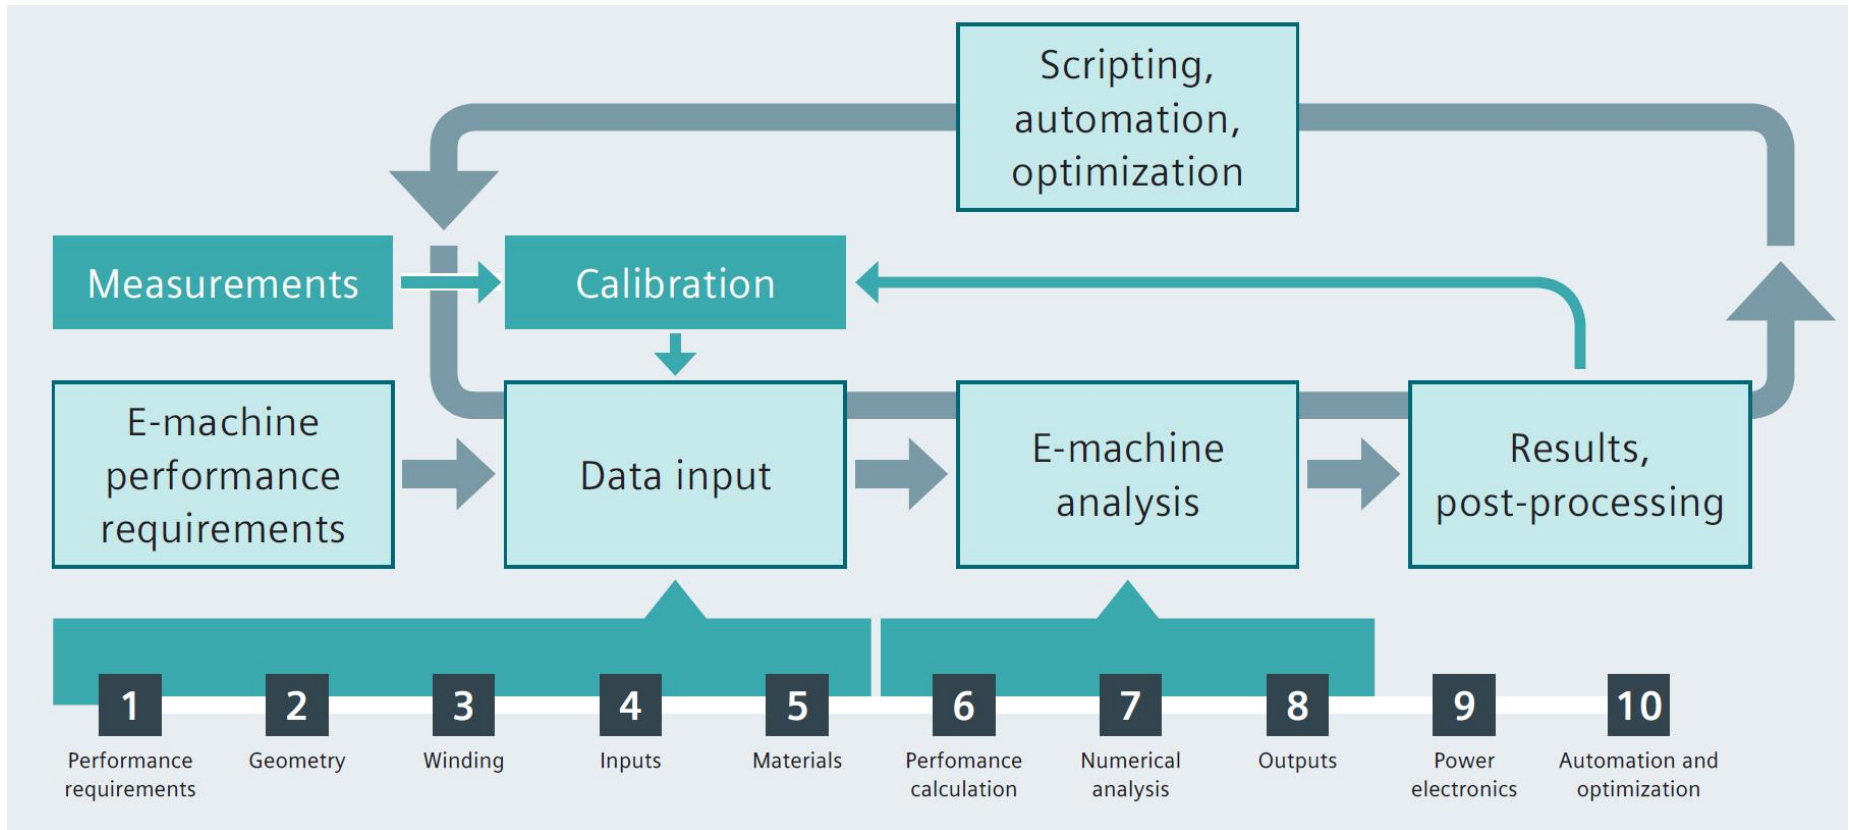 Scripting,
automation,
optimization
Measurements
Calibration
E-machine
performance
requirements
Data input
E-machine
analysis
Results,
post-processing
1
2
3
4
5
6
7
8
9
10
Performance
requirements
Geometry
Winding
Inputs
Materials
Perfomance
calculation
Numerical
analysis
Outputs
Power
electronics
Automation and
optimization